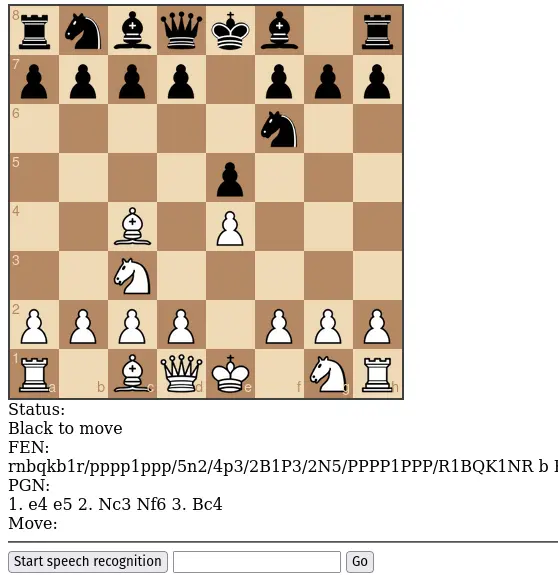 8
7
6
5
4
3
2
1 a b c d e f g h
Status:
Black to move
FEN:
rnbqkb1r/pppp1ppp/5n2/4p3/2B1P3/2N5/PPPP1PPP/R1BQK1NR b
PGN:
1. e4 e5 2. Nc3 Nf6 3. Bc4
Move:
Start speech recognition Go